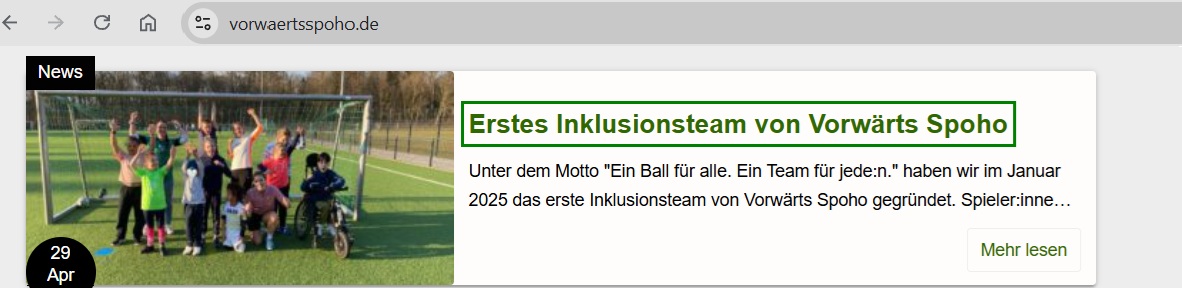 vorwaertsspoho.de
News
Erstes Inklusionsteam von Vorwärts Spoho
Unter dem Motto "Ein Ball für alle. Ein Team für jede:n." haben wir im Januar
2025 das erste Inklusionsteam von Vorwärts Spoho gegründet. Spieler:inne…
29
Apr
Mehr lesen